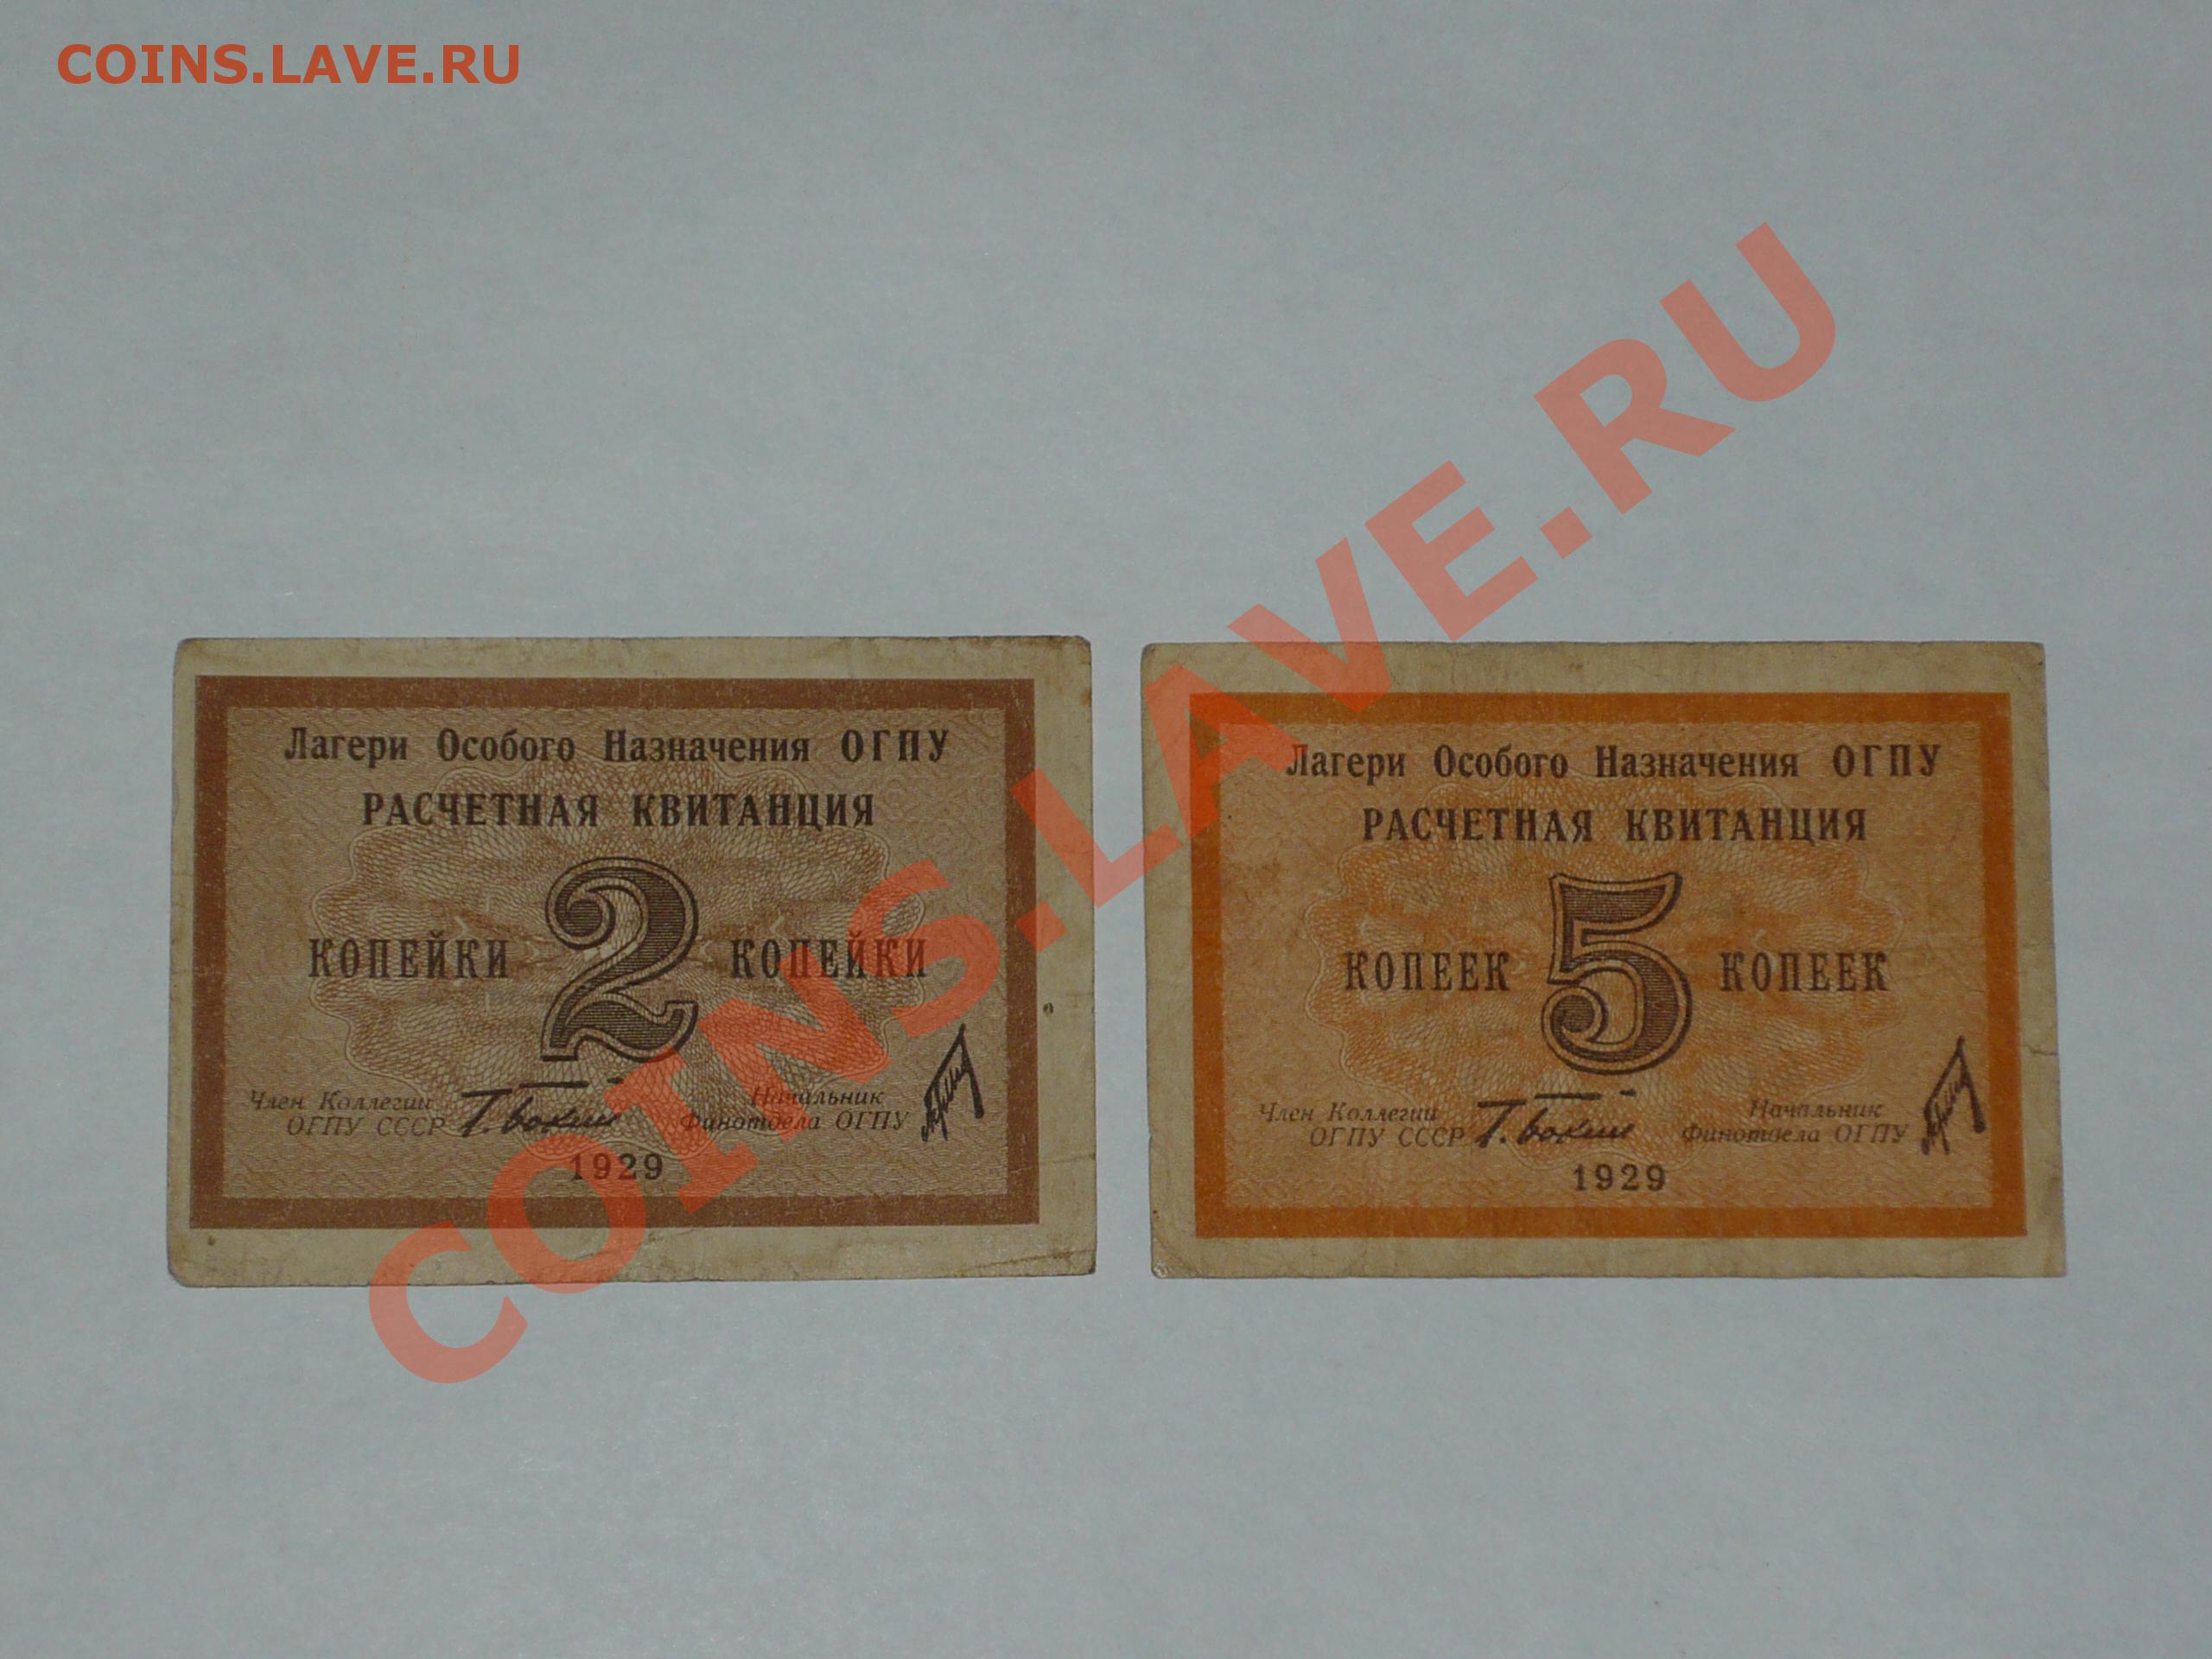 COINS.LAVE.RU
COINS.LAVE.RU
Лагери Особого Назначения ОГПУ
РАСЧЕТНАЯ КВИТАНЦИЯ
КОПЕЙКИ 2 КОПЕЙКИ
Член Коллегии
ОГПУ СССР Г. Бокий
Начальник
Финотдела ОГПУ
1929
Лагери Особого Назначения ОГПУ
РАСЧЕТНАЯ КВИТАНЦИЯ
КОПЕЕК 5 КОПЕЕК
Член Коллегии
ОГПУ СССР Г. Бокий
Начальник
Финотдела ОГПУ
1929